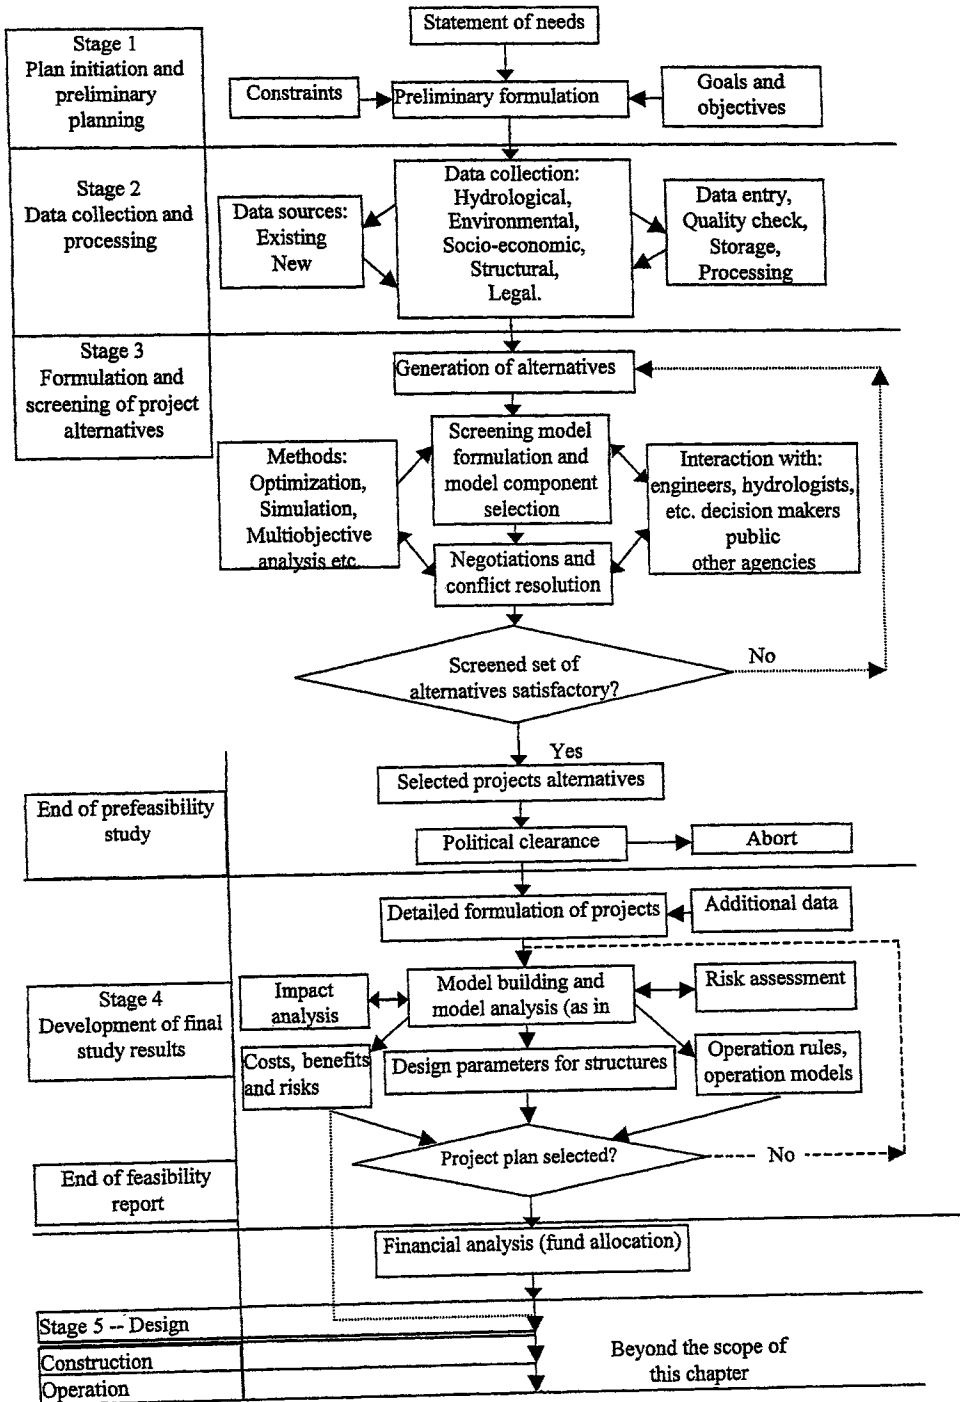 Statement of needs
Stage 1
Plan initiation and
preliminary
planning
Constraints
Preliminary formulation
Goals and
objectives
Stage 2
Data collection and
processing
Data sources:
Existing
New
Data collection:
Hydrological,
Environmental,
Socio-economic,
Structural,
Legal.
Data entry,
Quality check,
Storage,
Processing
Stage 3
Formulation and
screening of project
alternatives
Generation of alternatives
Methods:
Optimization,
Simulation,
Multiobjective
analysis etc.
Screening model
formulation and
model component
selection
Interaction with:
engineers, hydrologists,
etc. decision makers
public
other agencies
Negotiations and
conflict resolution
Screened set of
alternatives satisfactory?
No
Yes
Selected projects alternatives
End of prefeasibility
study
Political clearance
Abort
Detailed formulation of projects
Additional data
Stage 4
Development of final
study results
Impact
analysis
Model building and
model analysis (as in
Risk assessment
Costs, benefits
and risks
Design parameters for structures
Operation rules,
operation models
Project plan selected?
No
End of feasibility
report
Financial analysis (fund allocation)
Stage 5 -- Design
Construction
Operation
Beyond the scope of
this chapter